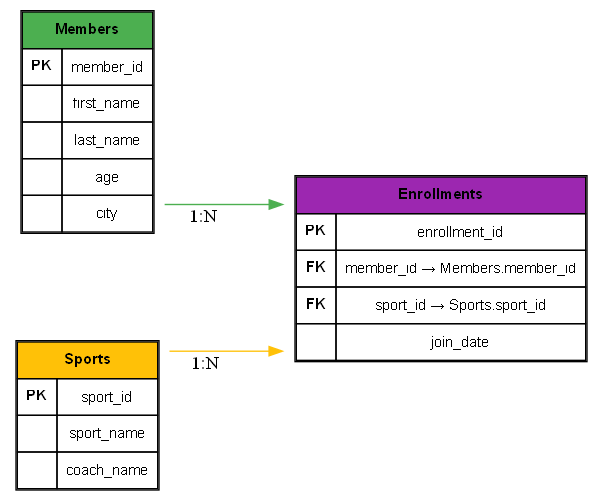 Members
PK member_id
first_name
last_name
age
city
1:N
Enrollments
PK enrollment_id
FK member_id → Members.member_id
FK sport_id → Sports.sport_id
join_date
1:N
Sports
PK sport_id
sport_name
coach_name